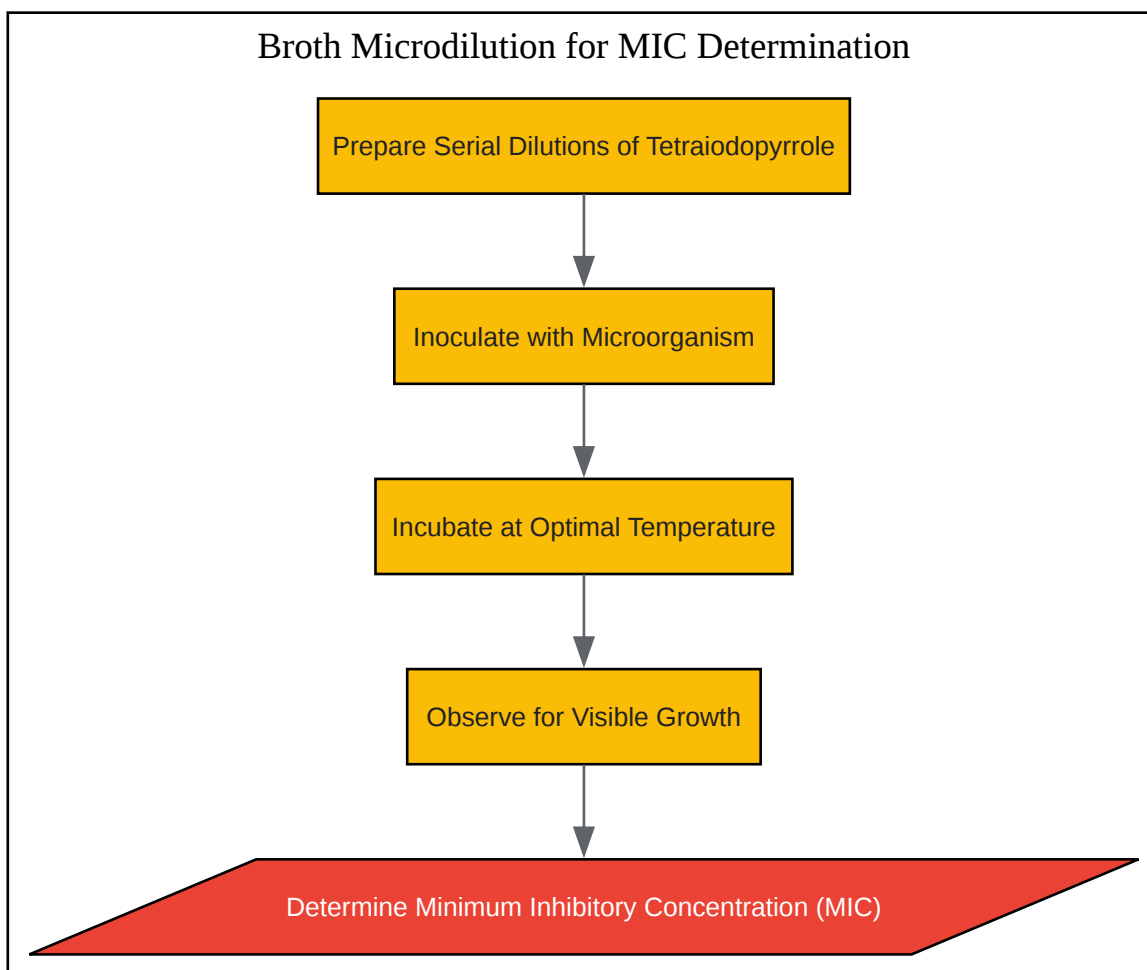 Broth Microdilution for MIC Determination
Prepare Serial Dilutions of Tetraiodopyrrole
Inoculate with Microorganism
Incubate at Optimal Temperature
Observe for Visible Growth
Determine Minimum Inhibitory Concentration (MIC)